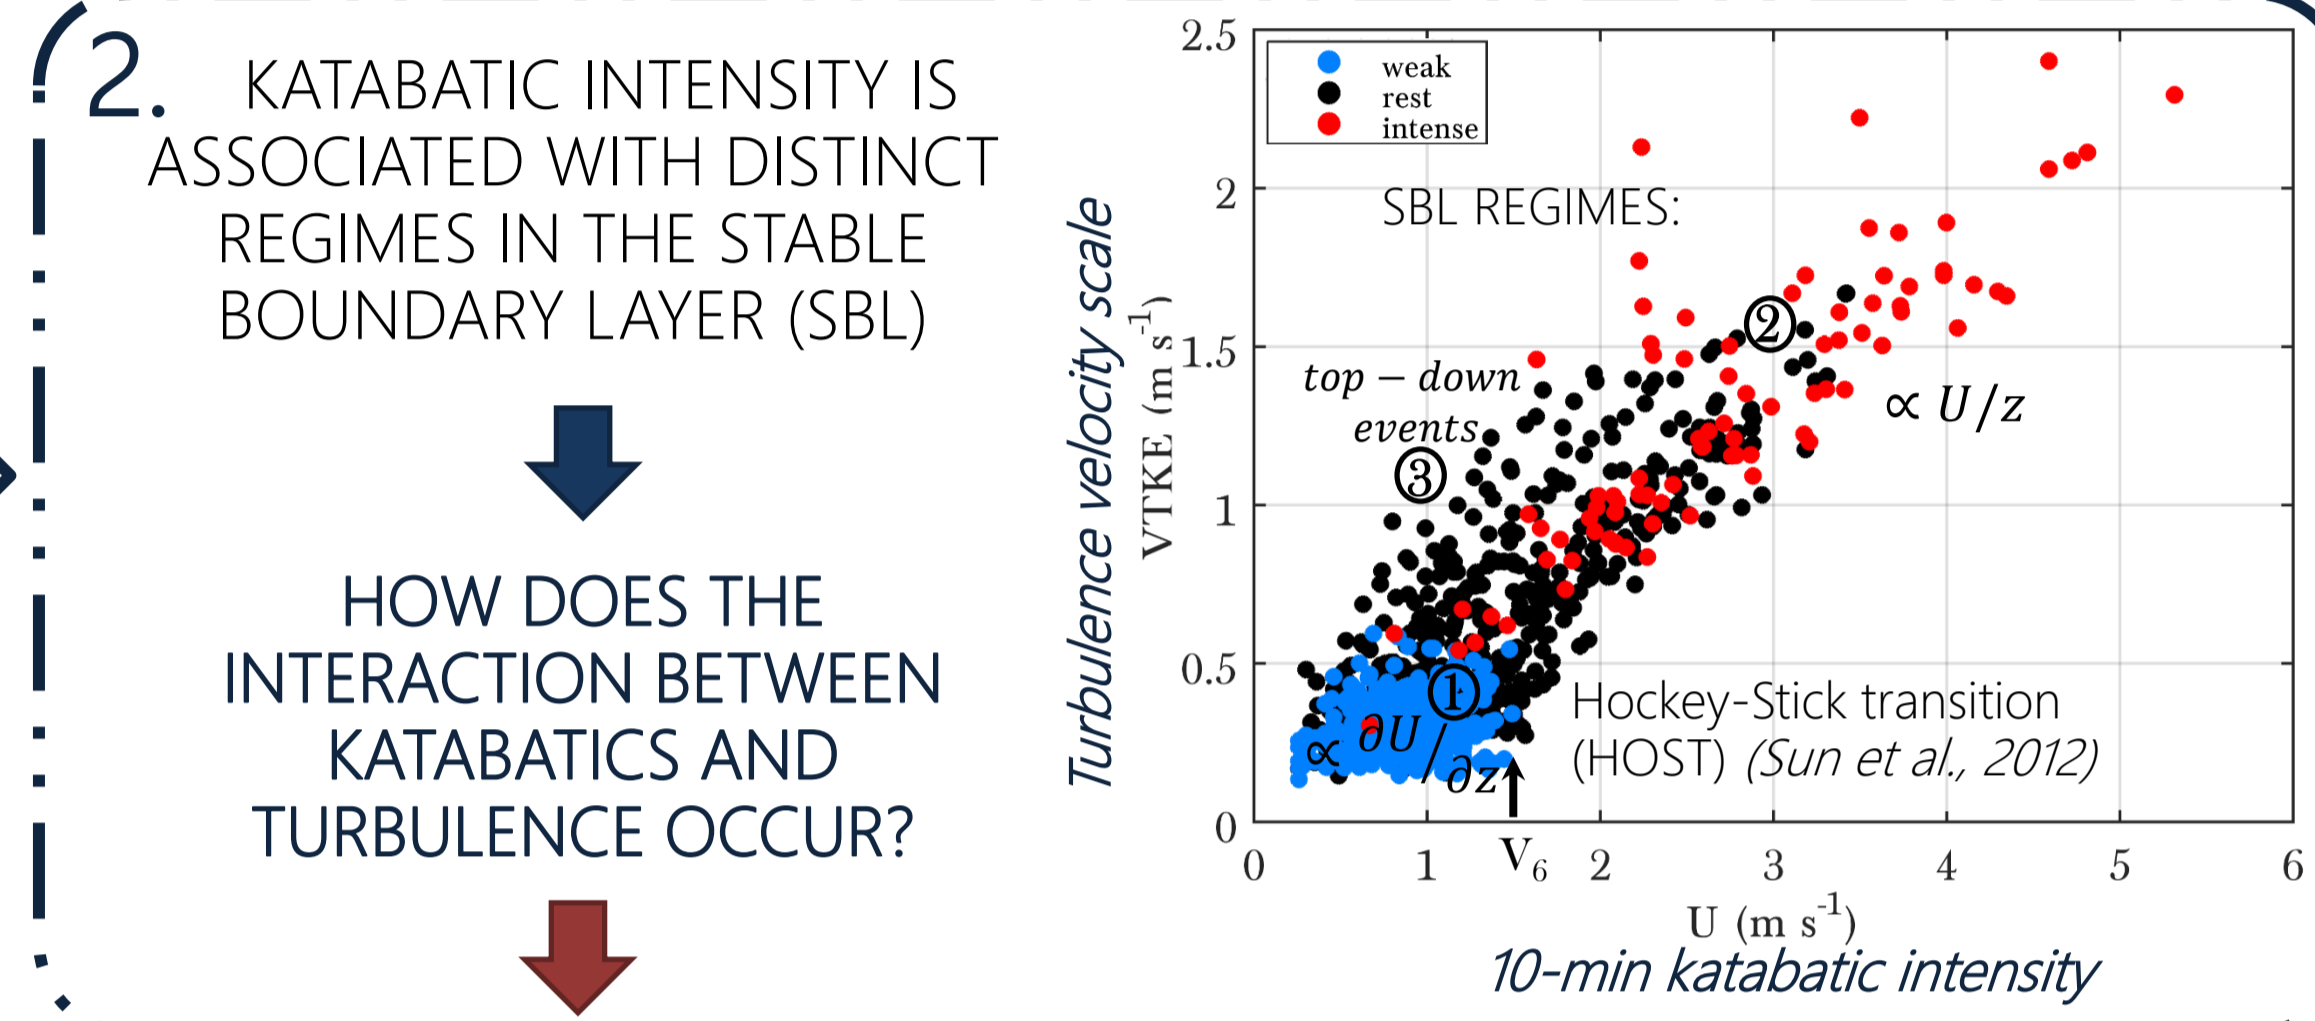 2.
KATABATIC INTENSITY IS
ASSOCIATED WITH DISTINCT
REGIMES IN THE STABLE
BOUNDARY LAYER (SBL)
HOW DOES THE
INTERACTION BETWEEN
KATABATICS AND
TURBULENCE OCCUR?
Turbulence velocity scale
VTKE (m s⁻¹)
2.5
2
1.5
1
0.5
0
weak
rest
intense
SBL REGIMES:
②
top – down
events
③
∝ U/z
①
∝ ∂U/∂z
Hockey-Stick transition
(HOST) (Sun et al., 2012)
0 1 V₆ 2 3 4 5 6
U (m s⁻¹)
10-min katabatic intensity